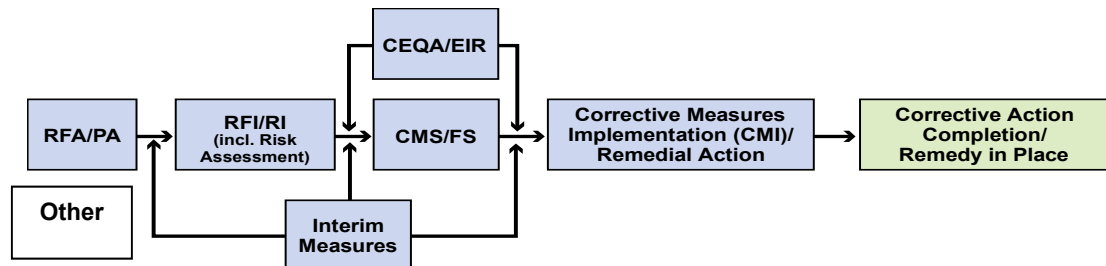 CEQA/EIR
RFA/PA
RFI/RI
(incl. Risk
Assessment)
CMS/FS
Corrective Measures
Implementation (CMI)/
Remedial Action
Corrective Action
Completion/
Remedy in Place
Other
Interim
Measures